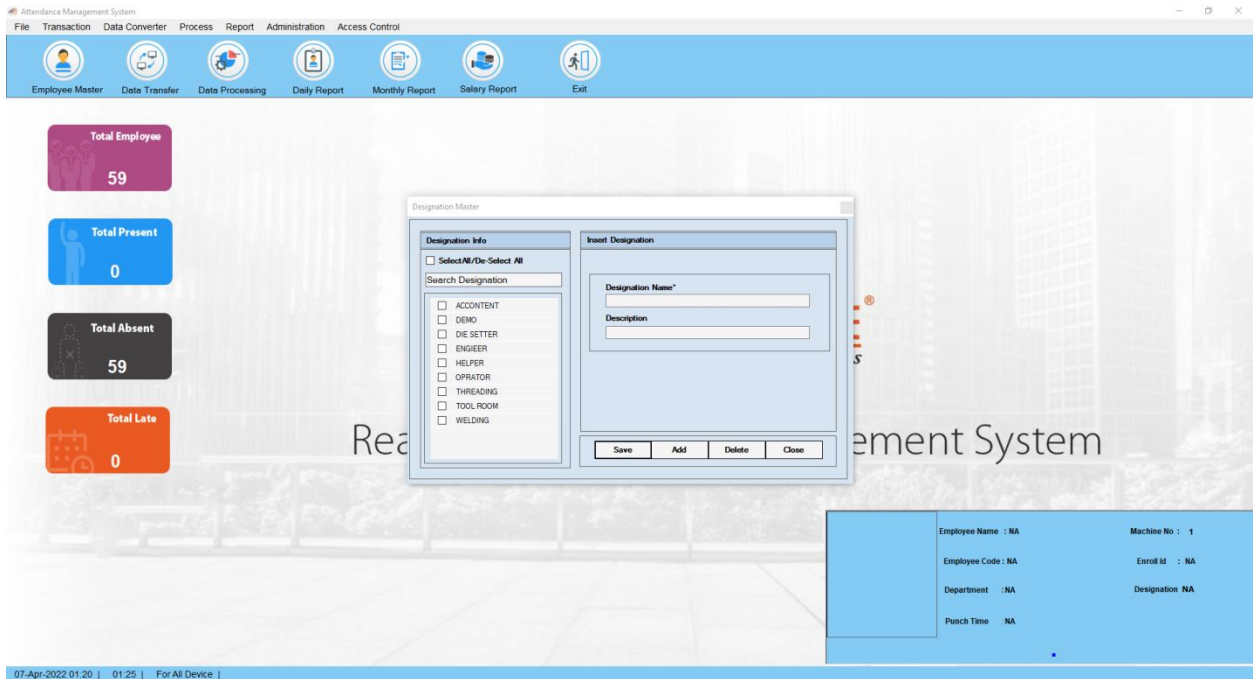 Attendance Management System
File Transaction Data Converter Process Report Administration Access Control
Employee Master Data Transfer Data Processing Daily Report Monthly Report Salary Report Exit
Total Employee
59
Total Present
0
Total Absent
59
Total Late
0
Designation Master
Designation Info
SelectAll/De-Select All
Search Designation
ACCONTENT
DEMO
DIE SETTER
ENGIEER
HELPER
OPRATOR
THREADING
TOOL ROOM
WELDING
Insert Designation
Designation Name*
Description
Save Add Delete Close
®
System
Employee Name : NA Machine No : 1
Employee Code : NA Enroll Id : NA
Department : NA Designation NA
Punch Time NA
07-Apr-2022 01:20 | 01:25 | For All Device |